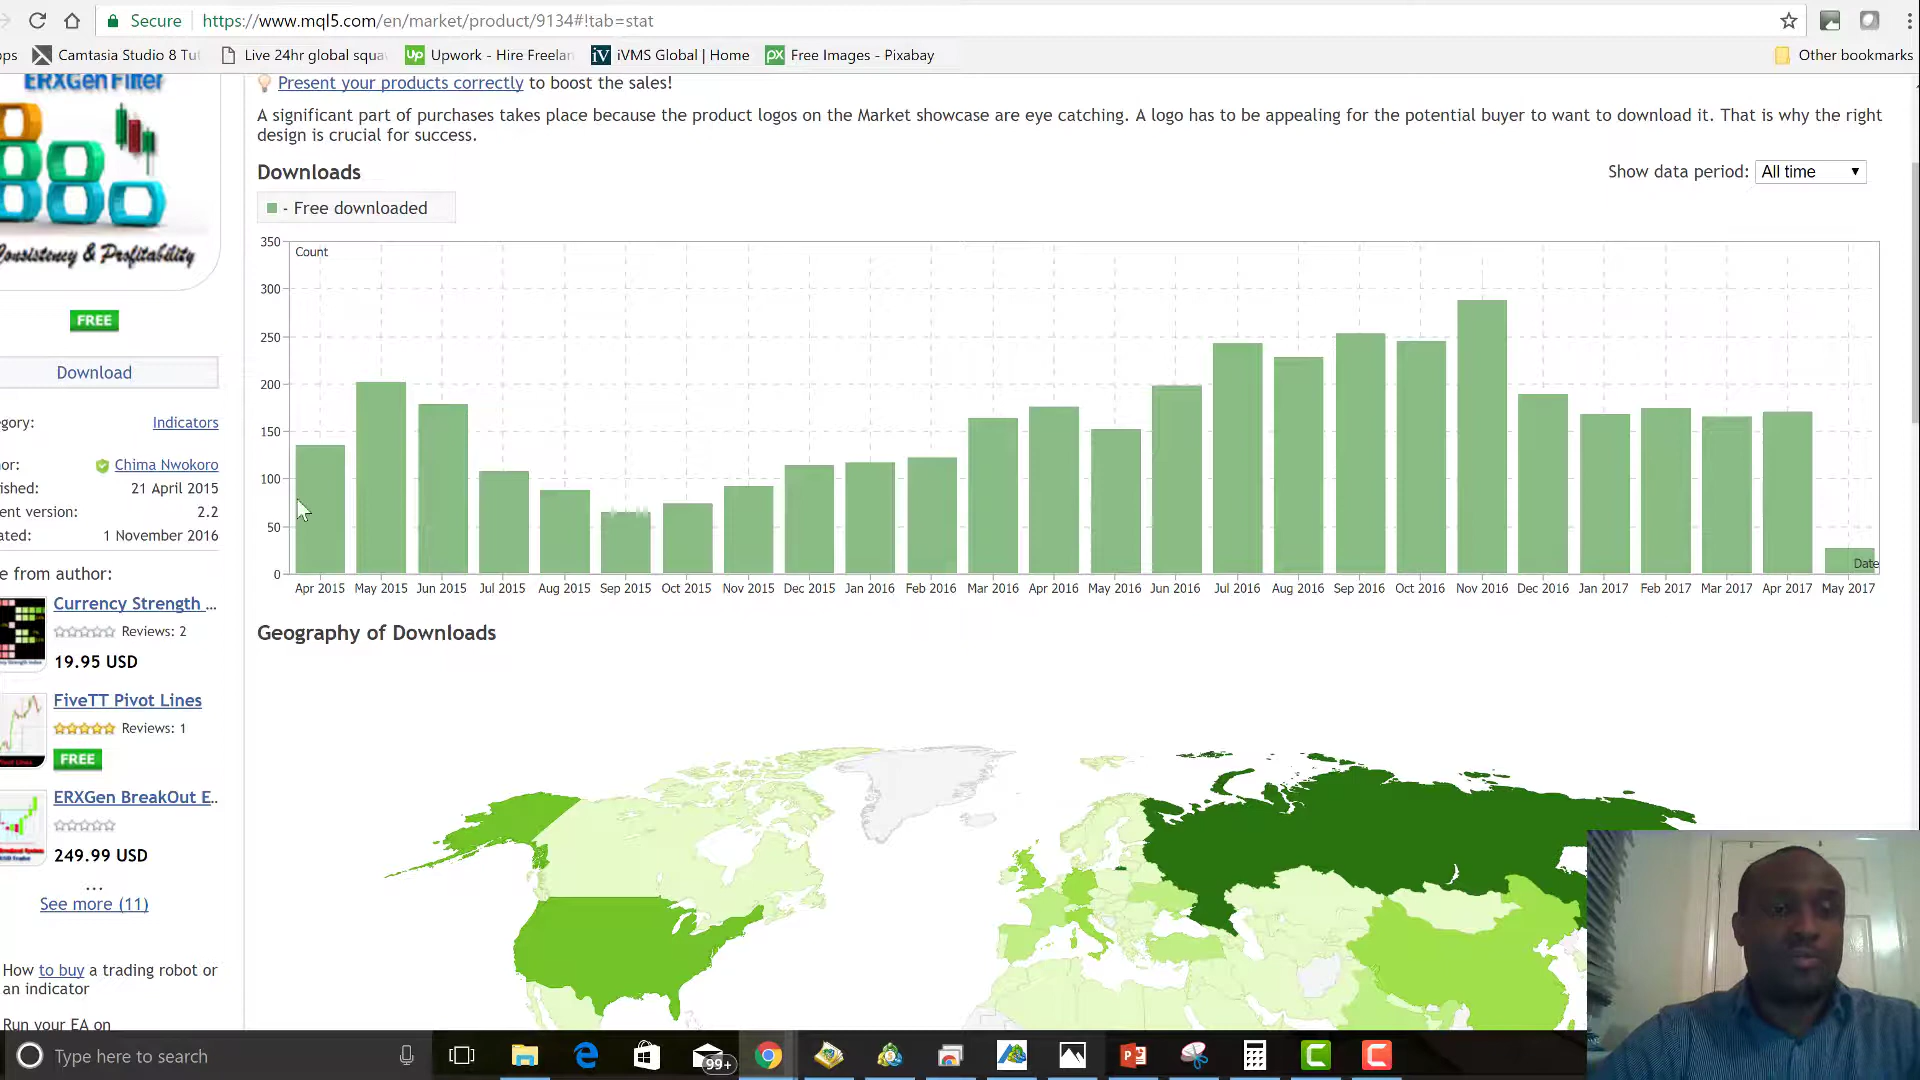 Secure https://www.mql5.com/en/market/product/9134#!tab=stat
ps Camtasia Studio 8 Tut Live 24hr global squa Upwork - Hire Freelan iVMS Global | Home Free Images - Pixabay Other bookmarks
ERXGen Filter
Consistency & Profitability
FREE
Download
gory: Indicators
or: Chima Nwokoro
ished: 21 April 2015
ent version: 2.2
ated: 1 November 2016
e from author:
Currency Strength ...
Reviews: 2
19.95 USD
FiveTT Pivot Lines
Reviews: 1
FREE
ERXGen BreakOut E..
249.99 USD
...
See more (11)
How to buy a trading robot or
an indicator
Run your EA on
Present your products correctly to boost the sales!
A significant part of purchases takes place because the product logos on the Market showcase are eye catching. A logo has to be appealing for the potential buyer to want to download it. That is why the right
design is crucial for success.
Downloads
Show data period: All time
- Free downloaded
Count
350
300
250
200
150
100
50
0
Date
Apr 2015 May 2015 Jun 2015 Jul 2015 Aug 2015 Sep 2015 Oct 2015 Nov 2015 Dec 2015 Jan 2016 Feb 2016 Mar 2016 Apr 2016 May 2016 Jun 2016 Jul 2016 Aug 2016 Sep 2016 Oct 2016 Nov 2016 Dec 2016 Jan 2017 Feb 2017 Mar 2017 Apr 2017 May 2017
Geography of Downloads
Type here to search
99+